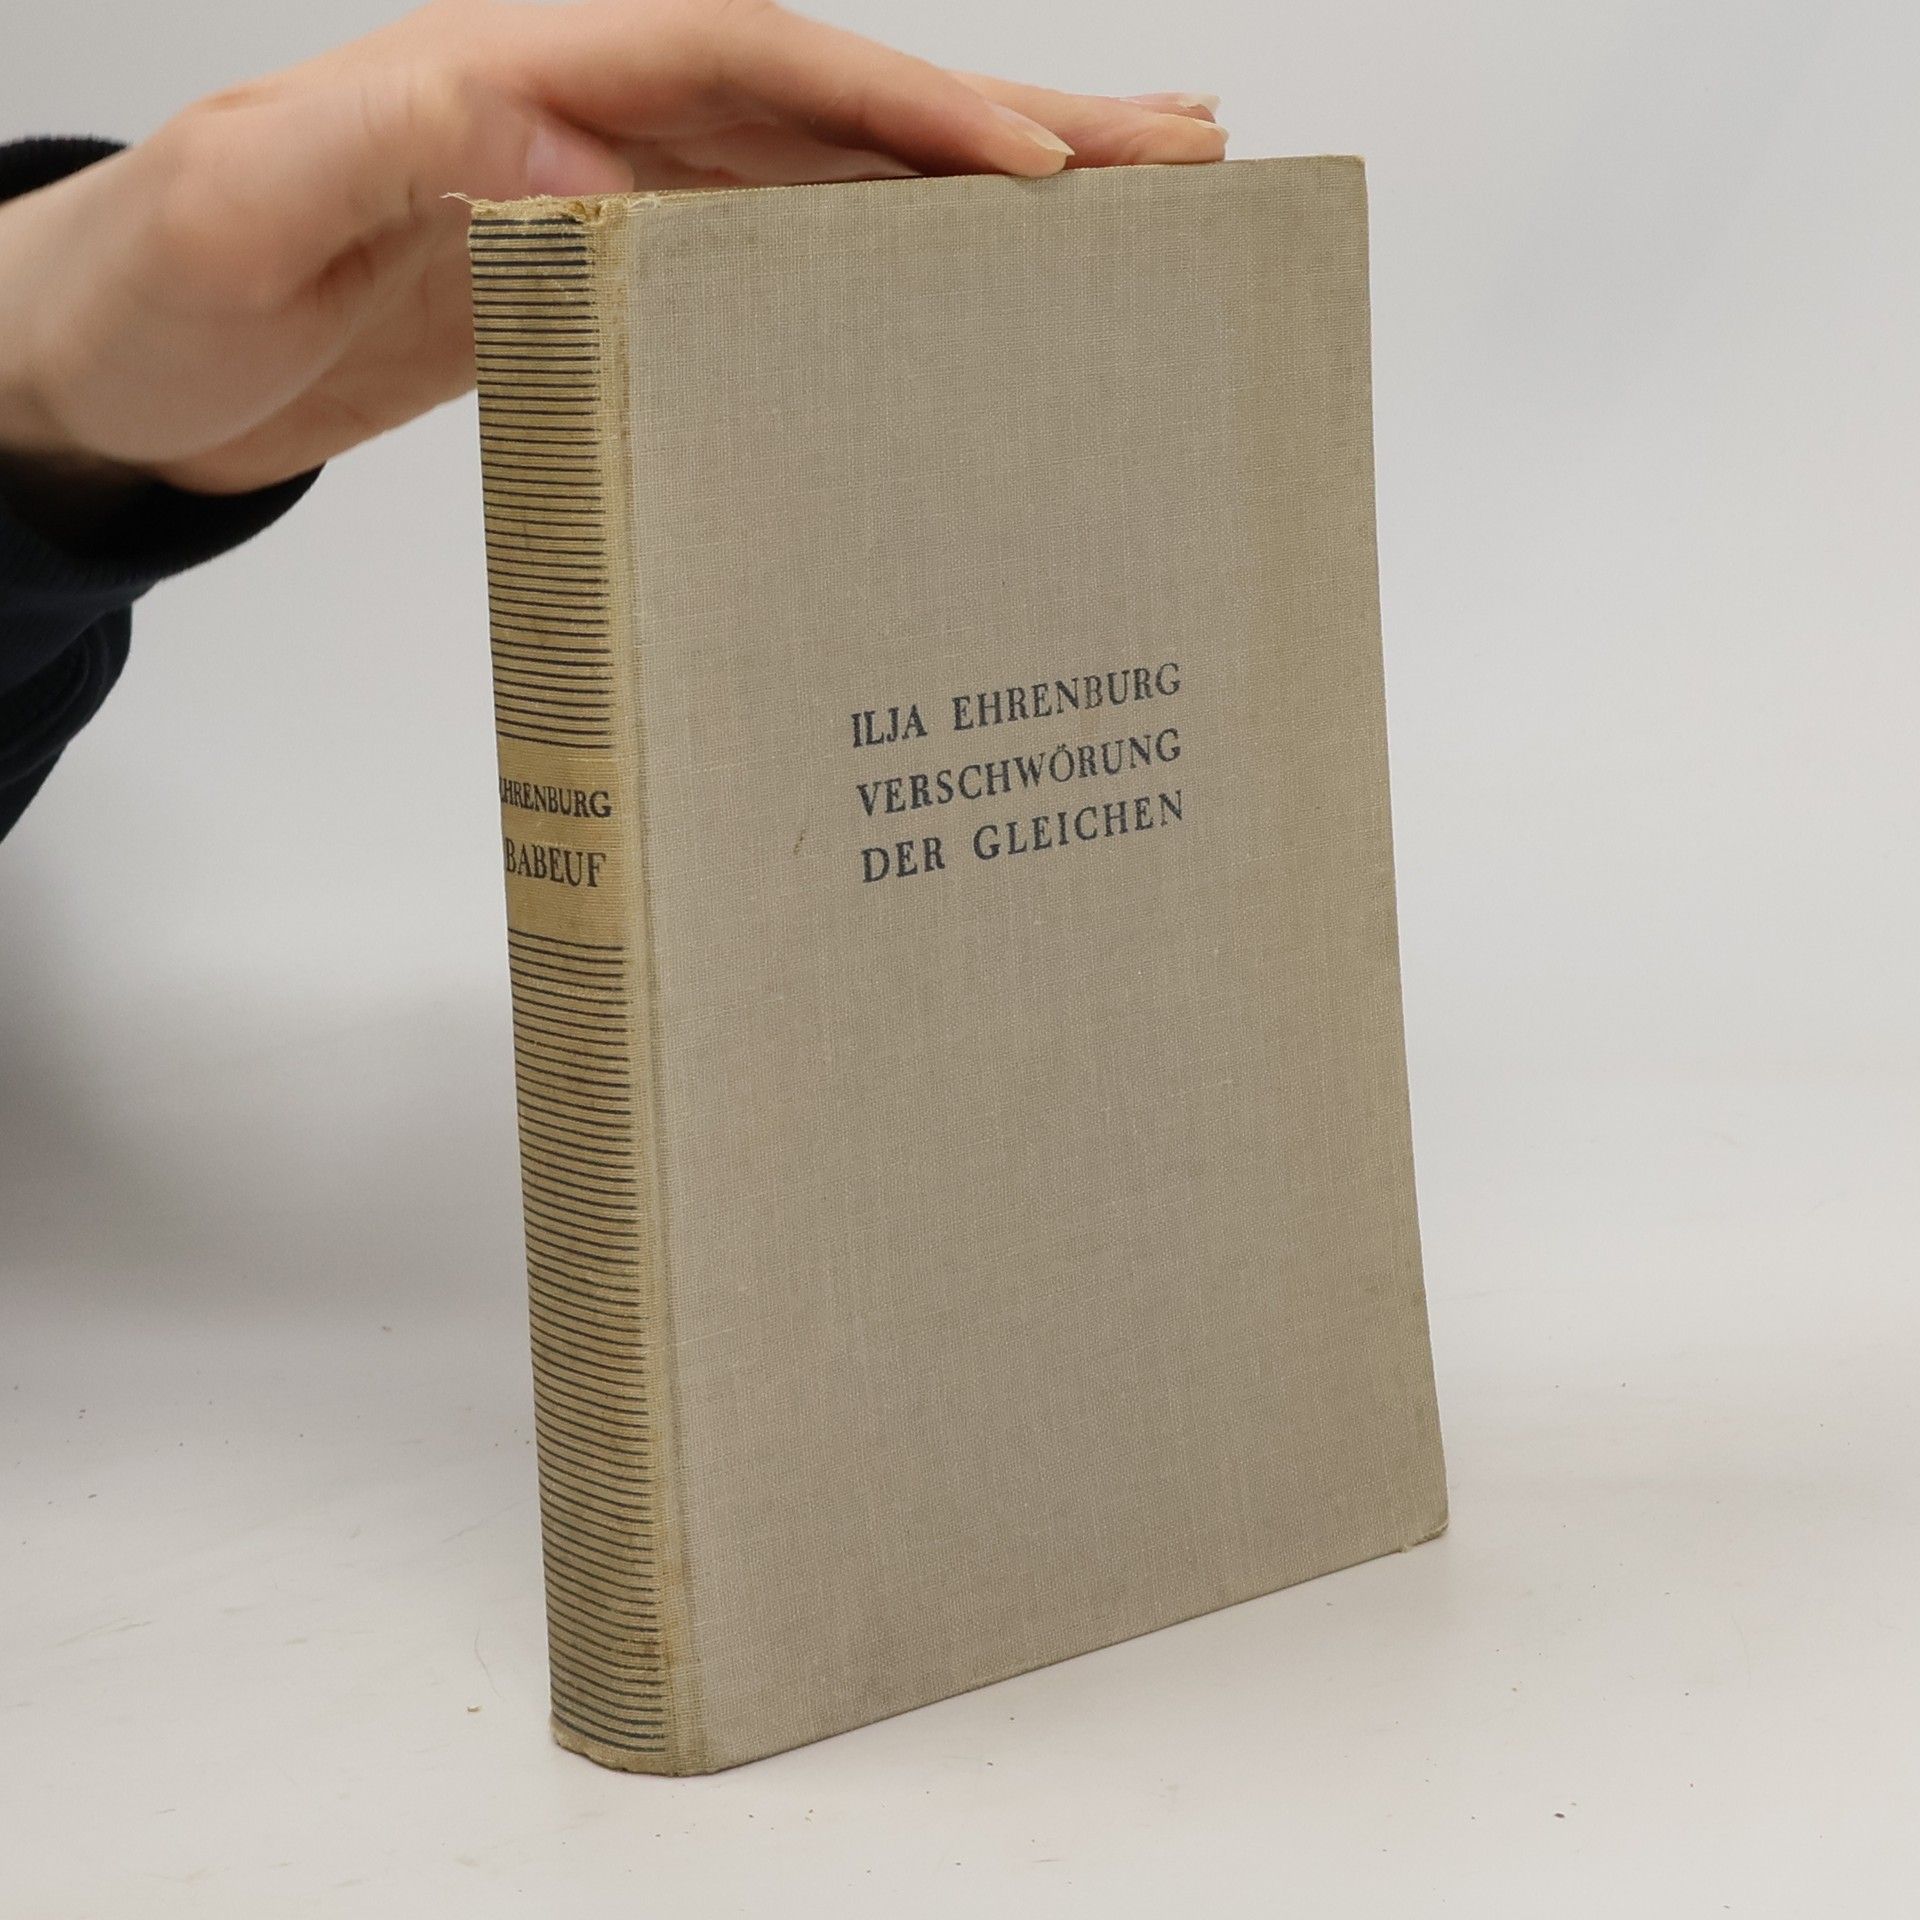 ILJA EHRENBURG
VERSCHWÖRUNG
DER GLEICHEN
EHRENBURG
BABEUF